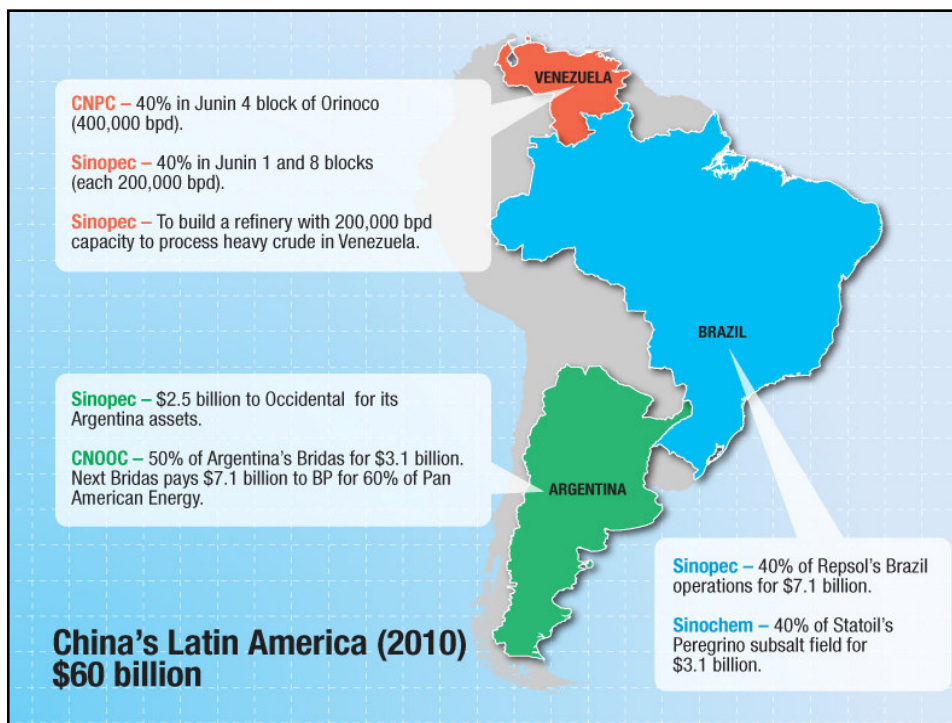 VENEZUELA
CNPC – 40% in Junin 4 block of Orinoco
(400,000 bpd).
Sinopec – 40% in Junin 1 and 8 blocks
(each 200,000 bpd).
Sinopec – To build a refinery with 200,000 bpd
capacity to process heavy crude in Venezuela.
BRAZIL
Sinopec – $2.5 billion to Occidental for its
Argentina assets.
CNOOC – 50% of Argentina’s Bridas for $3.1 billion.
Next Bridas pays $7.1 billion to BP for 60% of Pan
American Energy.
ARGENTINA
Sinopec – 40% of Repsol’s Brazil
operations for $7.1 billion.
Sinochem – 40% of Statoil’s
Peregrino subsalt field for
$3.1 billion.
China’s Latin America (2010)
$60 billion